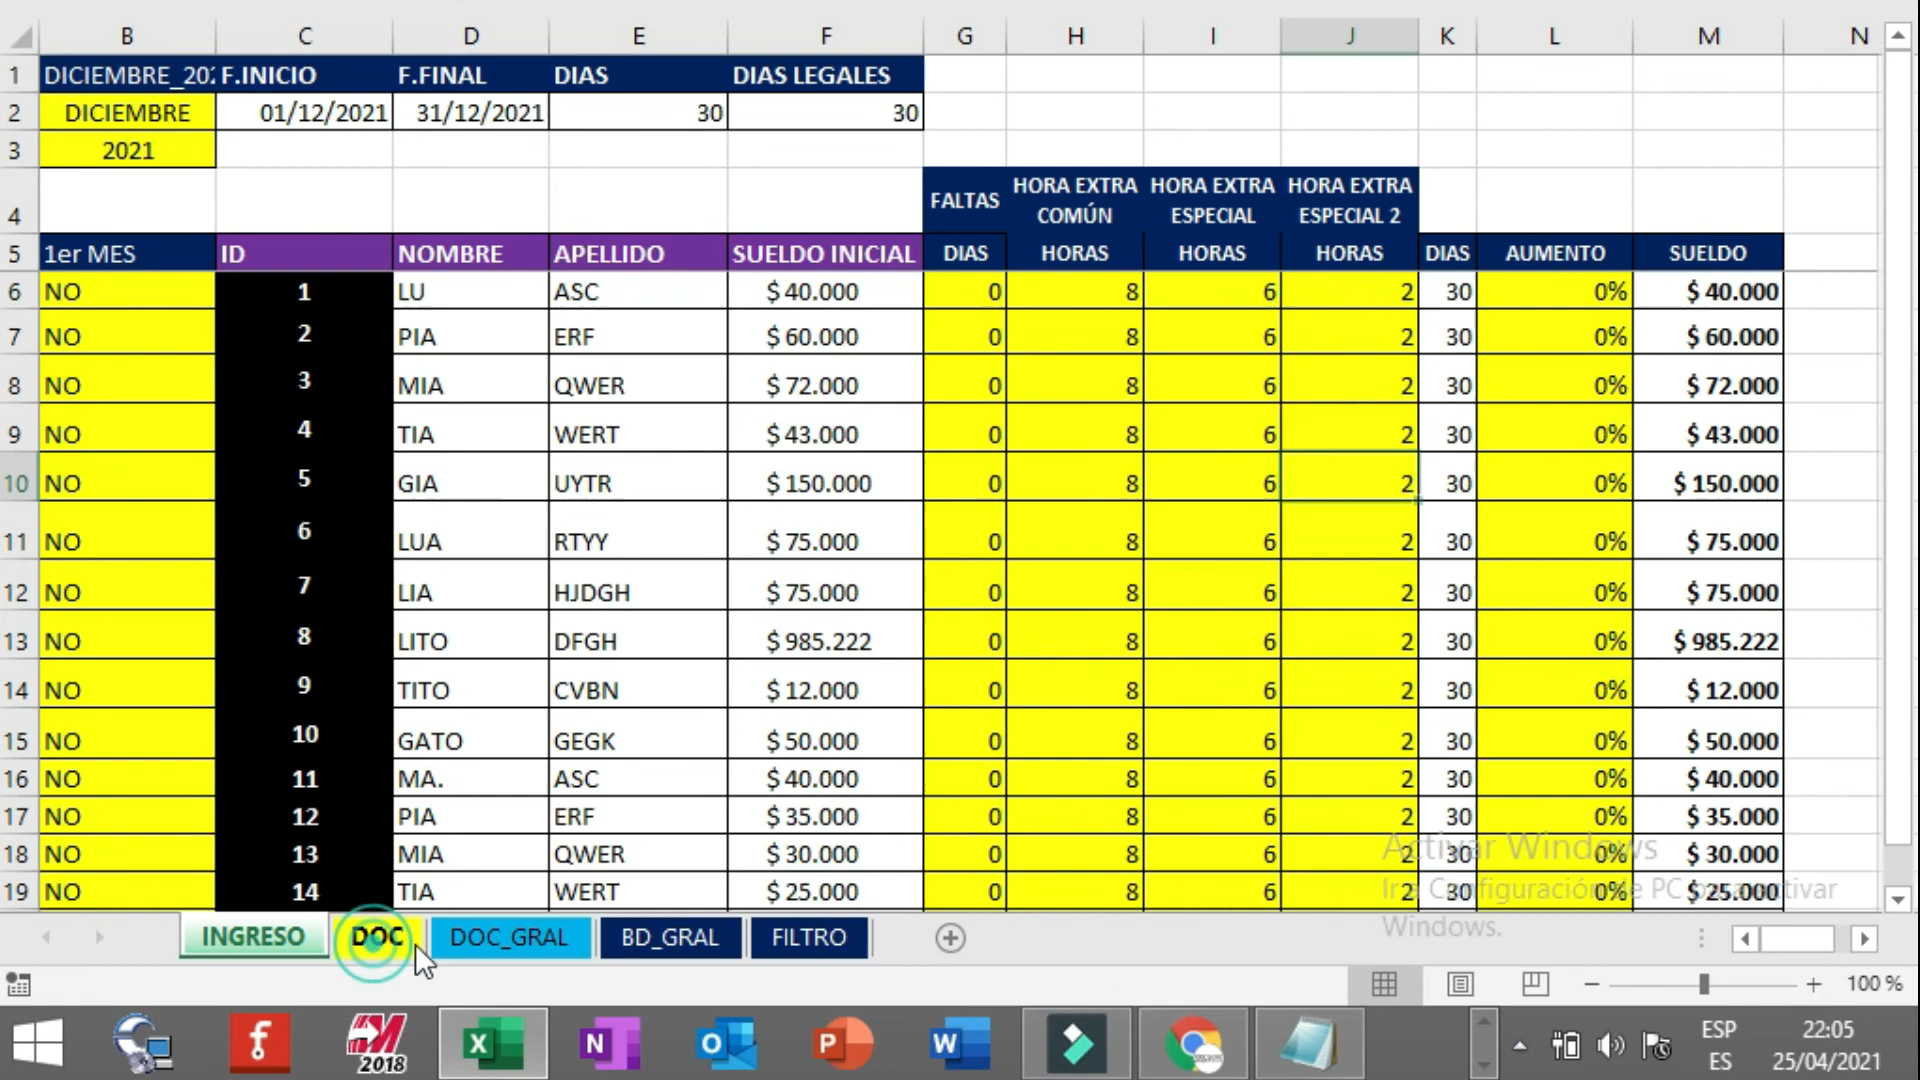 B C D E F G H I J K L M N
1 DICIEMBRE_202 F.INICIO F.FINAL DIAS DIAS LEGALES
2 DICIEMBRE 01/12/2021 31/12/2021 30 30
3 2021
4 FALTAS HORA EXTRA COMÚN HORA EXTRA ESPECIAL HORA EXTRA ESPECIAL 2
5 1er MES ID NOMBRE APELLIDO SUELDO INICIAL DIAS HORAS HORAS HORAS DIAS AUMENTO SUELDO
6 NO 1 LU ASC $ 40.000 0 8 6 2 30 0% $ 40.000
7 NO 2 PIA ERF $ 60.000 0 8 6 2 30 0% $ 60.000
8 NO 3 MIA QWER $ 72.000 0 8 6 2 30 0% $ 72.000
9 NO 4 TIA WERT $ 43.000 0 8 6 2 30 0% $ 43.000
10 NO 5 GIA UYTR $ 150.000 0 8 6 2 30 0% $ 150.000
11 NO 6 LUA RTYY $ 75.000 0 8 6 2 30 0% $ 75.000
12 NO 7 LIA HJDGH $ 75.000 0 8 6 2 30 0% $ 75.000
13 NO 8 LITO DFGH $ 985.222 0 8 6 2 30 0% $ 985.222
14 NO 9 TITO CVBN $ 12.000 0 8 6 2 30 0% $ 12.000
15 NO 10 GATO GEGK $ 50.000 0 8 6 2 30 0% $ 50.000
16 NO 11 MA. ASC $ 40.000 0 8 6 2 30 0% $ 40.000
17 NO 12 PIA ERF $ 35.000 0 8 6 2 30 0% $ 35.000
18 NO 13 MIA QWER $ 30.000 0 8 6 2 30 0% $ 30.000
19 NO 14 TIA WERT $ 25.000 0 8 6 2 30 0% $ 25.000
Activar Windows
Ir a Configuración de PC para activar
Windows.
INGRESO DOC DOC_GRAL BD_GRAL FILTRO
100 %
2018 X N O P W ESP 22:05
ES 25/04/2021